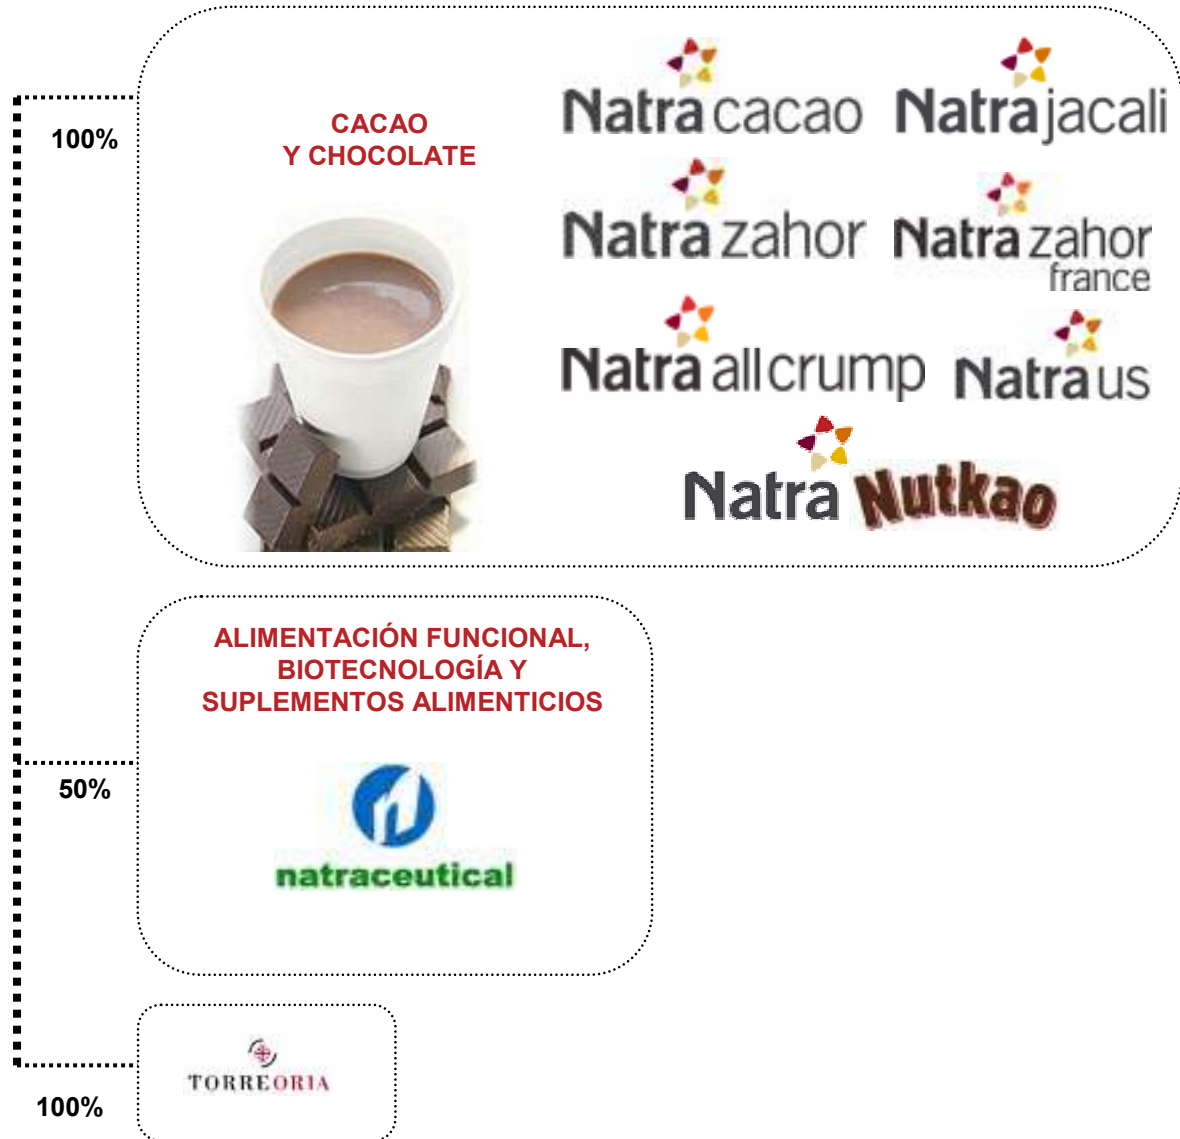 100%
CACAO
Y CHOCOLATE
Natra cacao
Natra jacali
Natra zahor
Natra zahor
france
Natra allcrump
Natra us
Natra Nutkao
ALIMENTACIÓN FUNCIONAL,
BIOTECNOLOGÍA Y
SUPLEMENTOS ALIMENTICIOS
50%
natraceutical
TORREORIA
100%